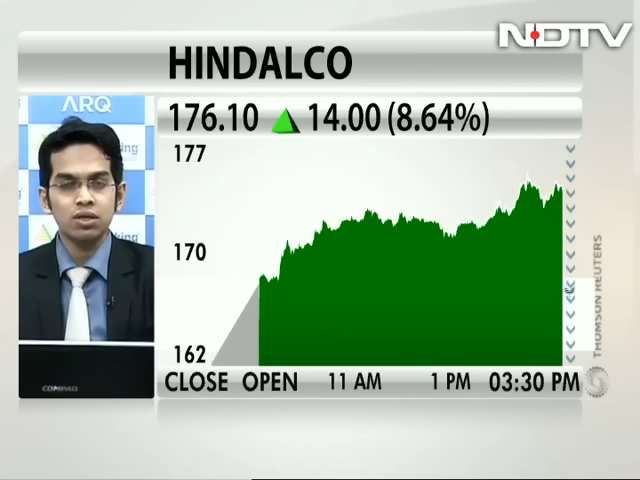 NDTV
HINDALCO
ARQ
176.10 ▲ 14.00 (8.64%)
177
170
162
CLOSE OPEN 11 AM 1 PM 03:30 PM
THOMSON REUTERS
COMPAQ